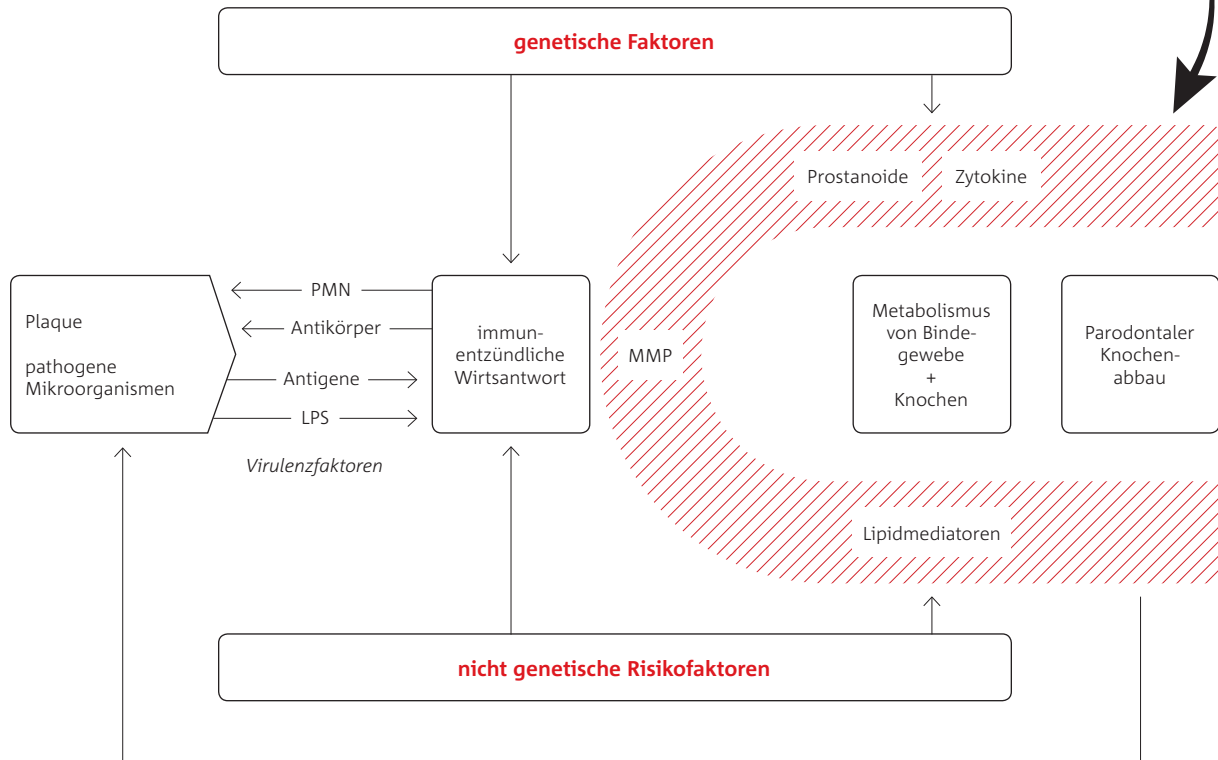 genetische Faktoren
Prostanoide
Zytokine
Plaque
pathogene
Mikroorganismen
PMN
Antikörper
Antigene
LPS
Virulenzfaktoren
immun-
entzündliche
Wirtsantwort
MMP
Metabolismus
von Binde-
gewebe
+
Knochen
Parodontaler
Knochen-
abbau
Lipidmediatoren
nicht genetische Risikofaktoren